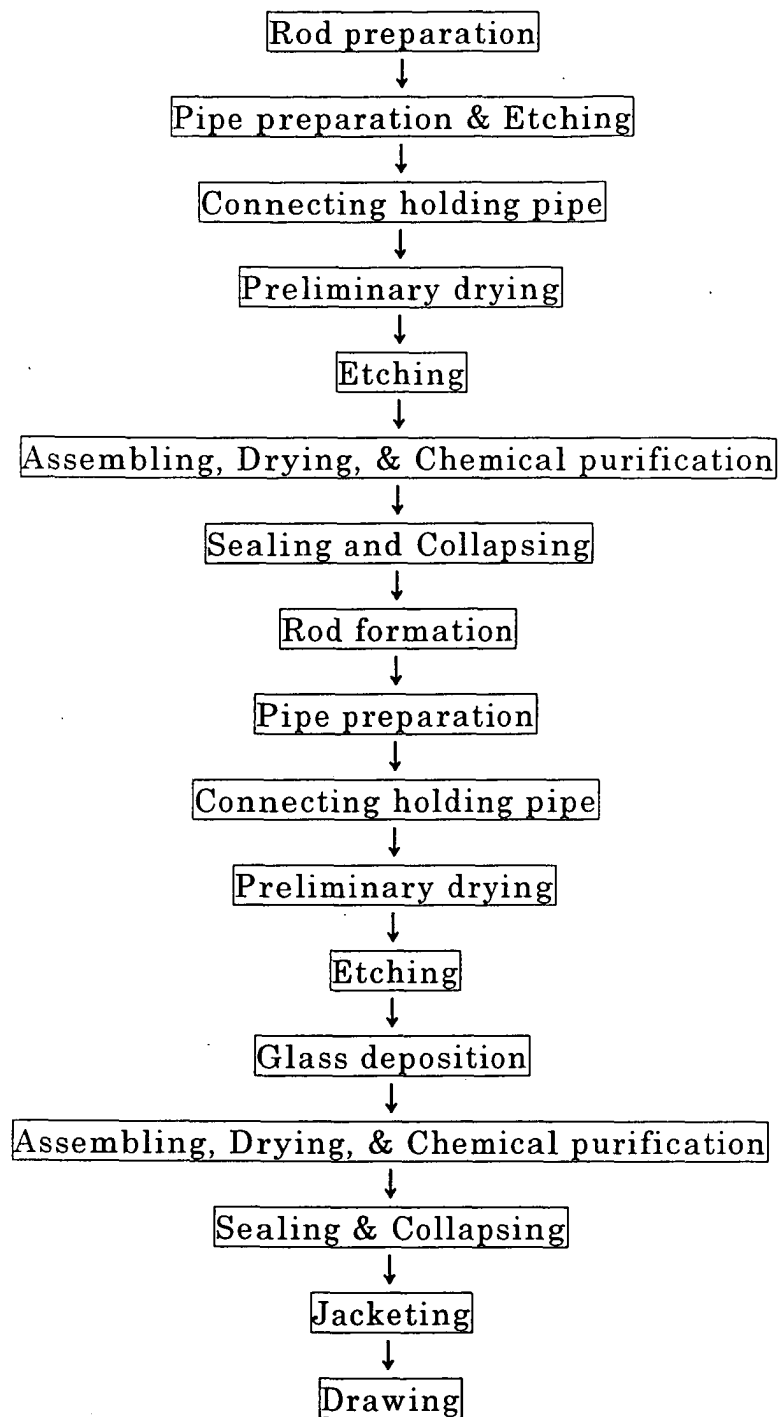 Rod preparation
Pipe preparation & Etching
Connecting holding pipe
Preliminary drying
Etching
Assembling, Drying, & Chemical purification
Sealing and Collapsing
Rod formation
Pipe preparation
Connecting holding pipe
Preliminary drying
Etching
Glass deposition
Assembling, Drying, & Chemical purification
Sealing & Collapsing
Jacketing
Drawing